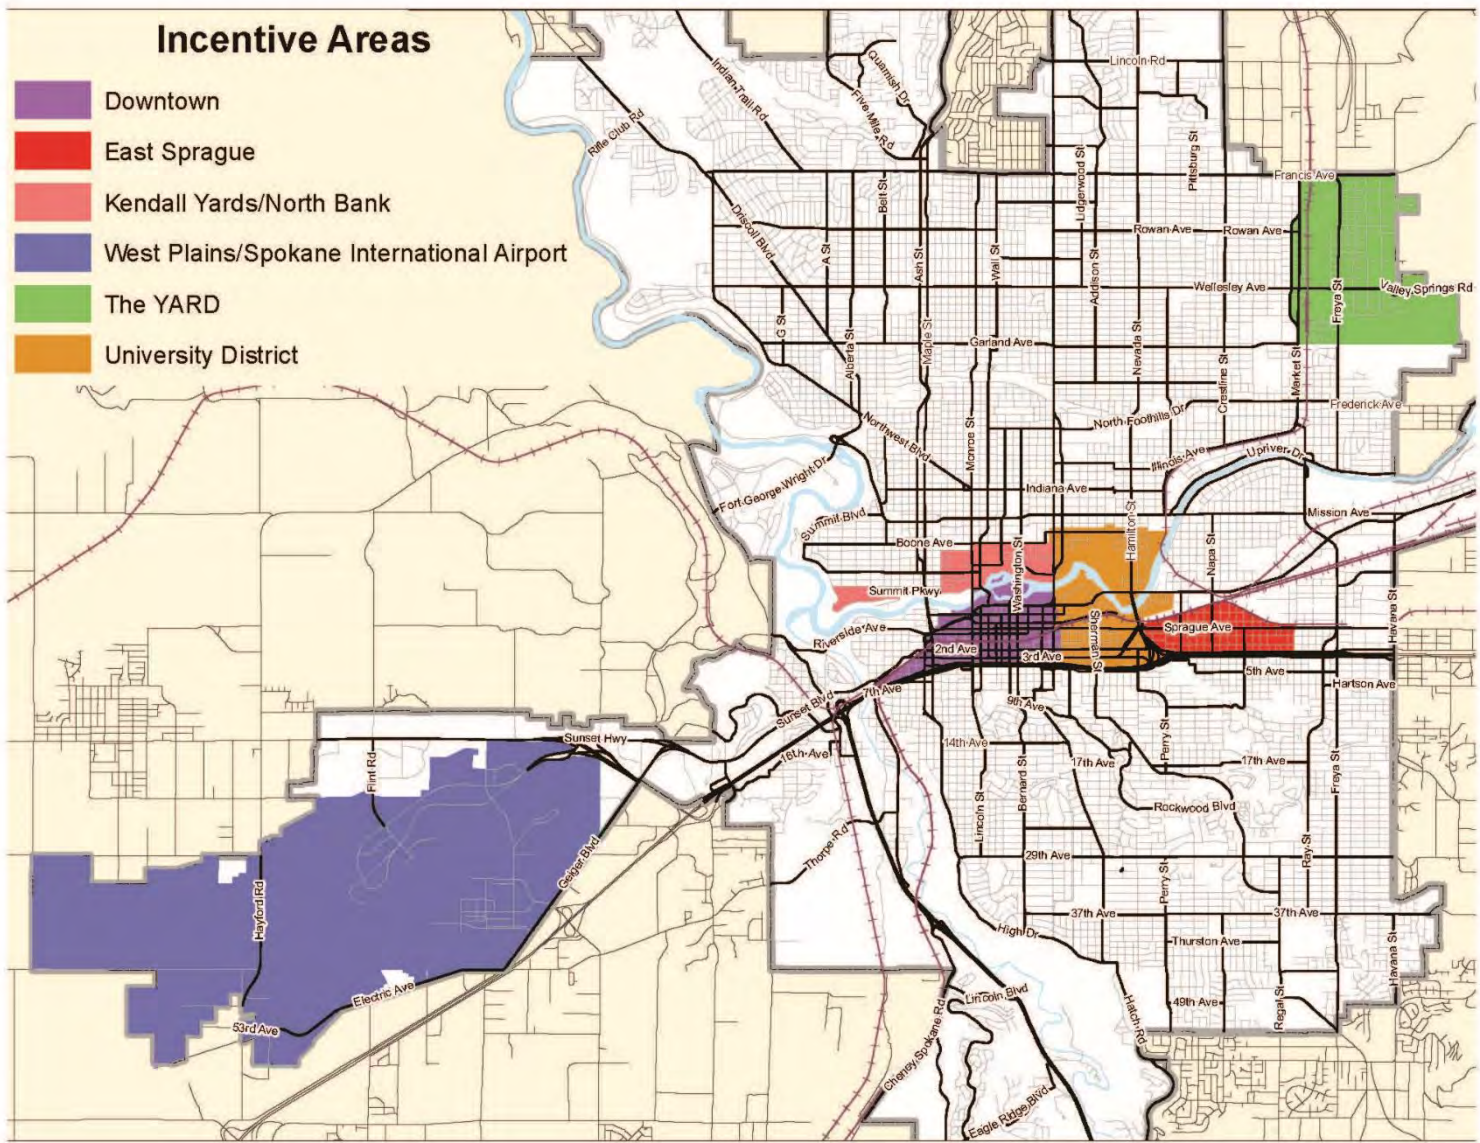 Incentive Areas
Downtown
East Sprague
Kendall Yards/North Bank
West Plains/Spokane International Airport
The YARD
University District
Lincoln Rd
Quamish Dr
Indian Trail Rd
Five Mile Rd
Rifle Club Rd
Pittsburg St
Lidgerwood St
Francis Ave
Belt St
Driscoll Blvd
Rowan Ave
Rowan Ave
A St
Ash St
Wall St
Addison St
Wellesley Ave
Freya St
Valley Springs Rd
G St
Alberta St
Maple St
Garland Ave
Nevada St
Crestline St
Market St
Frederick Ave
North Foothills Dr
Northwest Blvd
Monroe St
Illinois Ave
Upriver Dr
Fort George Wright Dr
Indiana Ave
Hamilton St
Summit Blvd
Mission Ave
Boone Ave
Washington St
Napa St
Summit Pkwy
Havana St
Riverside Ave
Sherman St
Sprague Ave
2nd Ave
3rd Ave
5th Ave
Hartson Ave
7th Ave
Sunset Blvd
9th Ave
Sunset Hwy
14th Ave
Perry St
16th Ave
17th Ave
17th Ave
Flint Rd
Bernard St
Freya St
Lincoln St
Rockwood Blvd
Thorpe Rd
Geiger Blvd
29th Ave
Ray St
Perry St
Hayford Rd
37th Ave
37th Ave
High Dr
Thurston Ave
Havana St
Electric Ave
Lincoln Blvd
49th Ave
Regal St
Hatch Rd
53rd Ave
Cheney Spokane Rd
Eagle Ridge Blvd